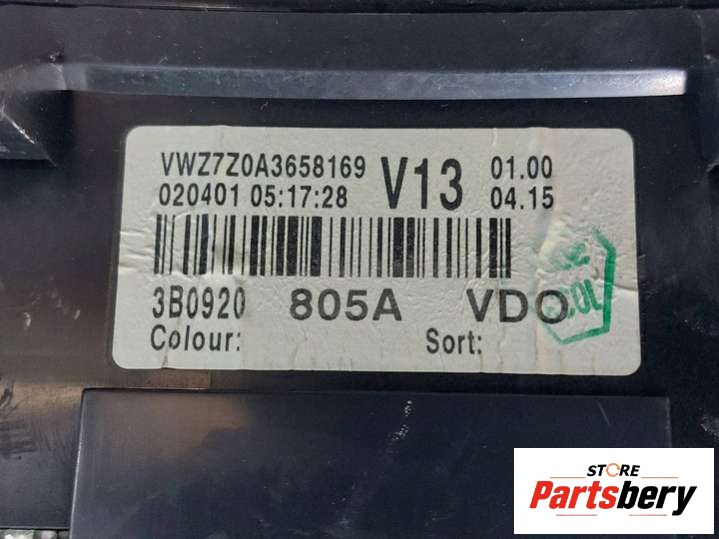 VWZ7Z0A3658169 V13 01.00
020401 05:17:28 04.15
3B0920 805A VDO
Colour: Sort:
STORE
Partsbery